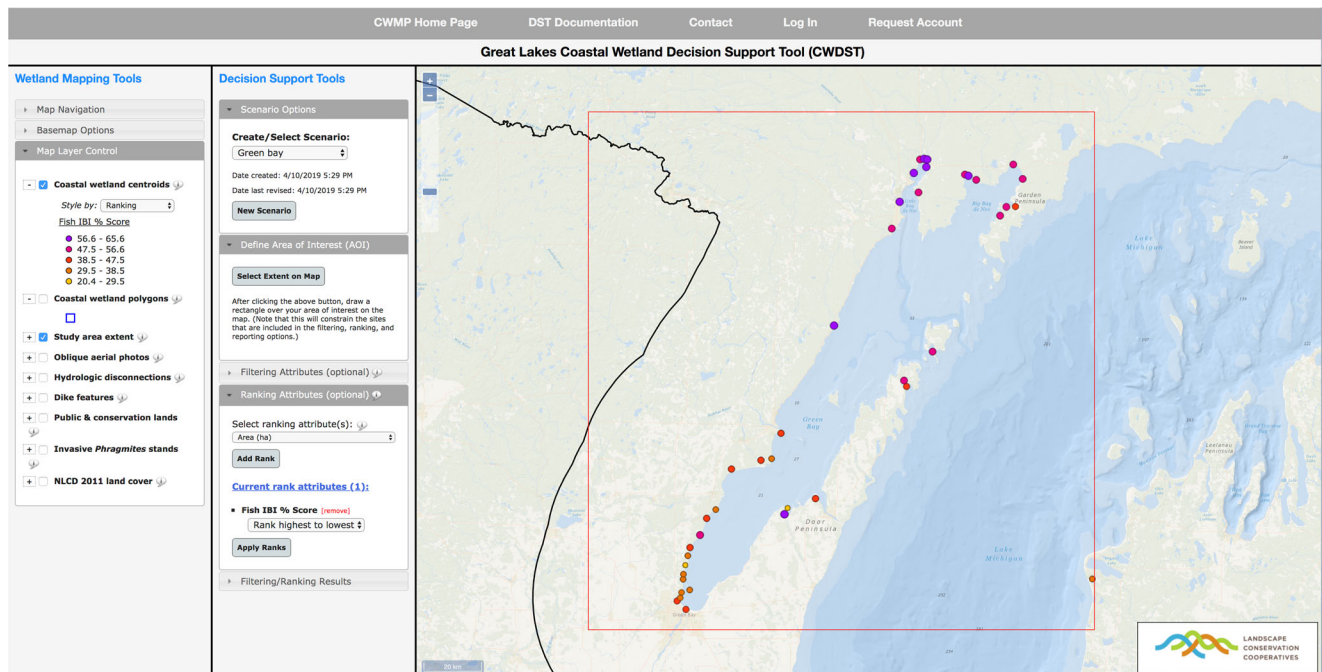 CWMP Home Page DST Documentation Contact Log In Request Account
Great Lakes Coastal Wetland Decision Support Tool (CWDST)
Wetland Mapping Tools
Map Navigation
Basemap Options
Map Layer Control
- Coastal wetland centroids
Style by: Ranking
Fish IBI % Score
56.6 - 65.6
47.5 - 56.6
38.5 - 47.5
29.5 - 38.5
20.4 - 29.5
- Coastal wetland polygons
+ Study area extent
+ Oblique aerial photos
+ Hydrologic disconnections
+ Dike features
+ Public & conservation lands
+ Invasive Phragmites stands
+ NLCD 2011 land cover
Decision Support Tools
Scenario Options
Create/Select Scenario:
Green bay
Date created: 4/10/2019 5:29 PM
Date last revised: 4/10/2019 5:29 PM
New Scenario
Define Area of Interest (AOI)
Select Extent on Map
After clicking the above button, draw a
rectangle over your area of interest on the
map. (Note that this will constrain the sites
that are included in the filtering, ranking, and
reporting options.)
Filtering Attributes (optional)
Ranking Attributes (optional)
Select ranking attribute(s):
Area (ha)
Add Rank
Current rank attributes (1):
Fish IBI % Score [remove]
Rank highest to lowest
Apply Ranks
Filtering/Ranking Results
+
−
Garden
Peninsula
Big Bay
de Noc
Lake
Michigan
Beaver
Island
Green
Bay
Door
Peninsula
Leelanau
Peninsula
Lake
Michigan
Green Bay
20 km
LANDSCAPE
CONSERVATION
COOPERATIVES